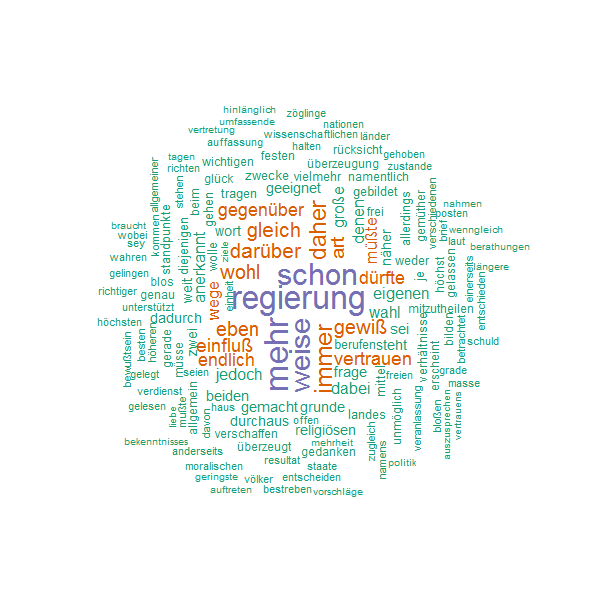 hinlänglich
zöglinge
umfassende
nationen
vertretung
wissenschaftlichen
länder
auffassung
halten
rücksicht
tagen
wichtigen
festen
überzeugung
gehoben
richten
glück
zwecke
vielmehr
namentlich
zustande
allgemeiner
stehen
tragen
geeignet
gebildet
kommen
standpunkte
diejenigen
beim
gehen
gegenüber
daher
große
denen
frei
allerdings
gemüther
verschiedenen
nahmen
posten
braucht
wobei
sey
wahren
anerkannt
wort
gleich
art
müßte
näher
brief
wenngleich
laut
berathungen
wolle
ziele
darüber
weder
höchst
gelassen
einerseits
längere
gelingen
blos
welt
wohl
schon
dürfte
je
entschieden
richtiger
genau
wege
einheit
regierung
eigenen
mitzutheilen
höchsten
unterstützt
dadurch
wahl
bilden
betrachtet
schuld
bewußtsein
besten
höheren
gerade
müsse
zwei
eben
einfluß
endlich
mehr
weise
immer
gewiß
sei
berufen
steht
vertrauen
verhältnisse
erscheint
grade
gelegt
seien
jedoch
frage
dabei
mitter
freien
masse
verdienst
allgemein
beiden
gelesen
liebe
mußte
davon
haus
gemacht
grunde
landes
unmöglich
veranlassung
bloßen
auszusprechen
vertrauens
durchaus
offen
religiösen
bekenntnisses
verschaffen
mehrheit
zugleich
anderseits
überzeugt
gedanken
namens
politik
moralischen
resultat
staate
geringste
völker
entscheiden
auftreten
bestreben
vorschläge